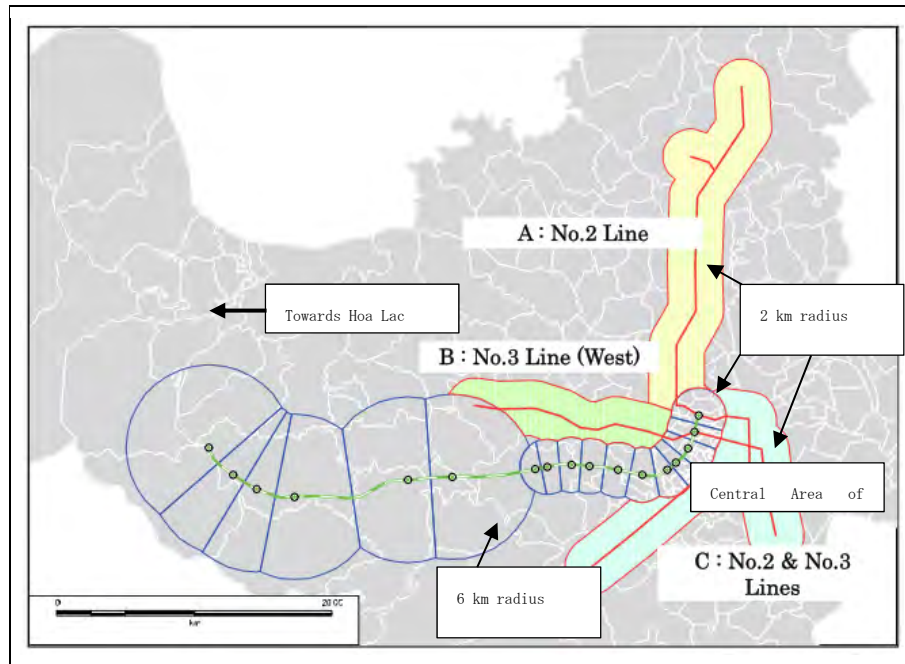 A : No.2 Line
Towards Hoa Lac
2 km radius
B : No.3 Line (West)
Central Area of
C : No.2 & No.3
Lines
6 km radius
0
km